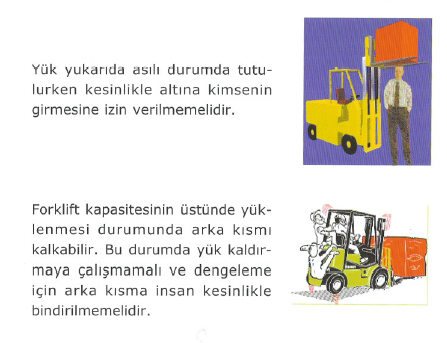 Yük yukarıda asılı durumda tutu-
lurken kesinlikle altına kimsenin
girmesine izin verilmemelidir.
Forklift kapasitesinin üstünde yük-
lenmesi durumunda arka kısmı
kalkabilir. Bu durumda yük kaldır-
maya çalışmamalı ve dengeleme
için arka kısma insan kesinlikle
bindirilmemelidir.